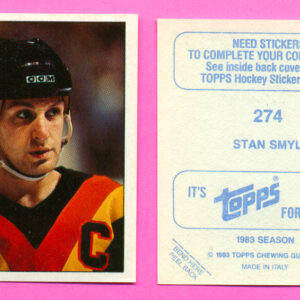 CCM
C
NEED STICKERS
TO COMPLETE YOUR CO
See inside back cove
TOPPS Hockey Sticker
274
STAN SMYL
IT'S Topps FOR
1983 SEASON
BEND HERE
PEEL BACK
© 1983 TOPPS CHEWING GU
MADE IN ITALY